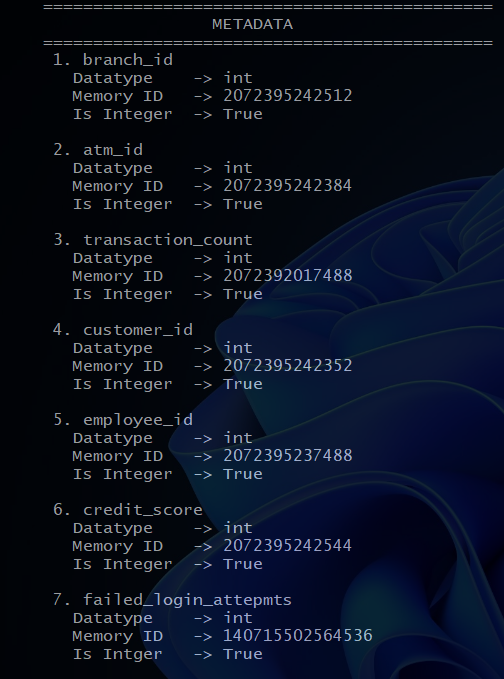 =============================================
METADATA
=============================================
1. branch_id
Datatype -> int
Memory ID -> 2072395242512
Is Integer -> True
2. atm_id
Datatype -> int
Memory ID -> 2072395242384
Is Integer -> True
3. transaction_count
Datatype -> int
Memory ID -> 2072392017488
Is Integer -> True
4. customer_id
Datatype -> int
Memory ID -> 2072395242352
Is Integer -> True
5. employee_id
Datatype -> int
Memory ID -> 2072395237488
Is Integer -> True
6. credit_score
Datatype -> int
Memory ID -> 2072395242544
Is Integer -> True
7. failed_login_attepmts
Datatype -> int
Memory ID -> 140715502564536
Is Intger -> True